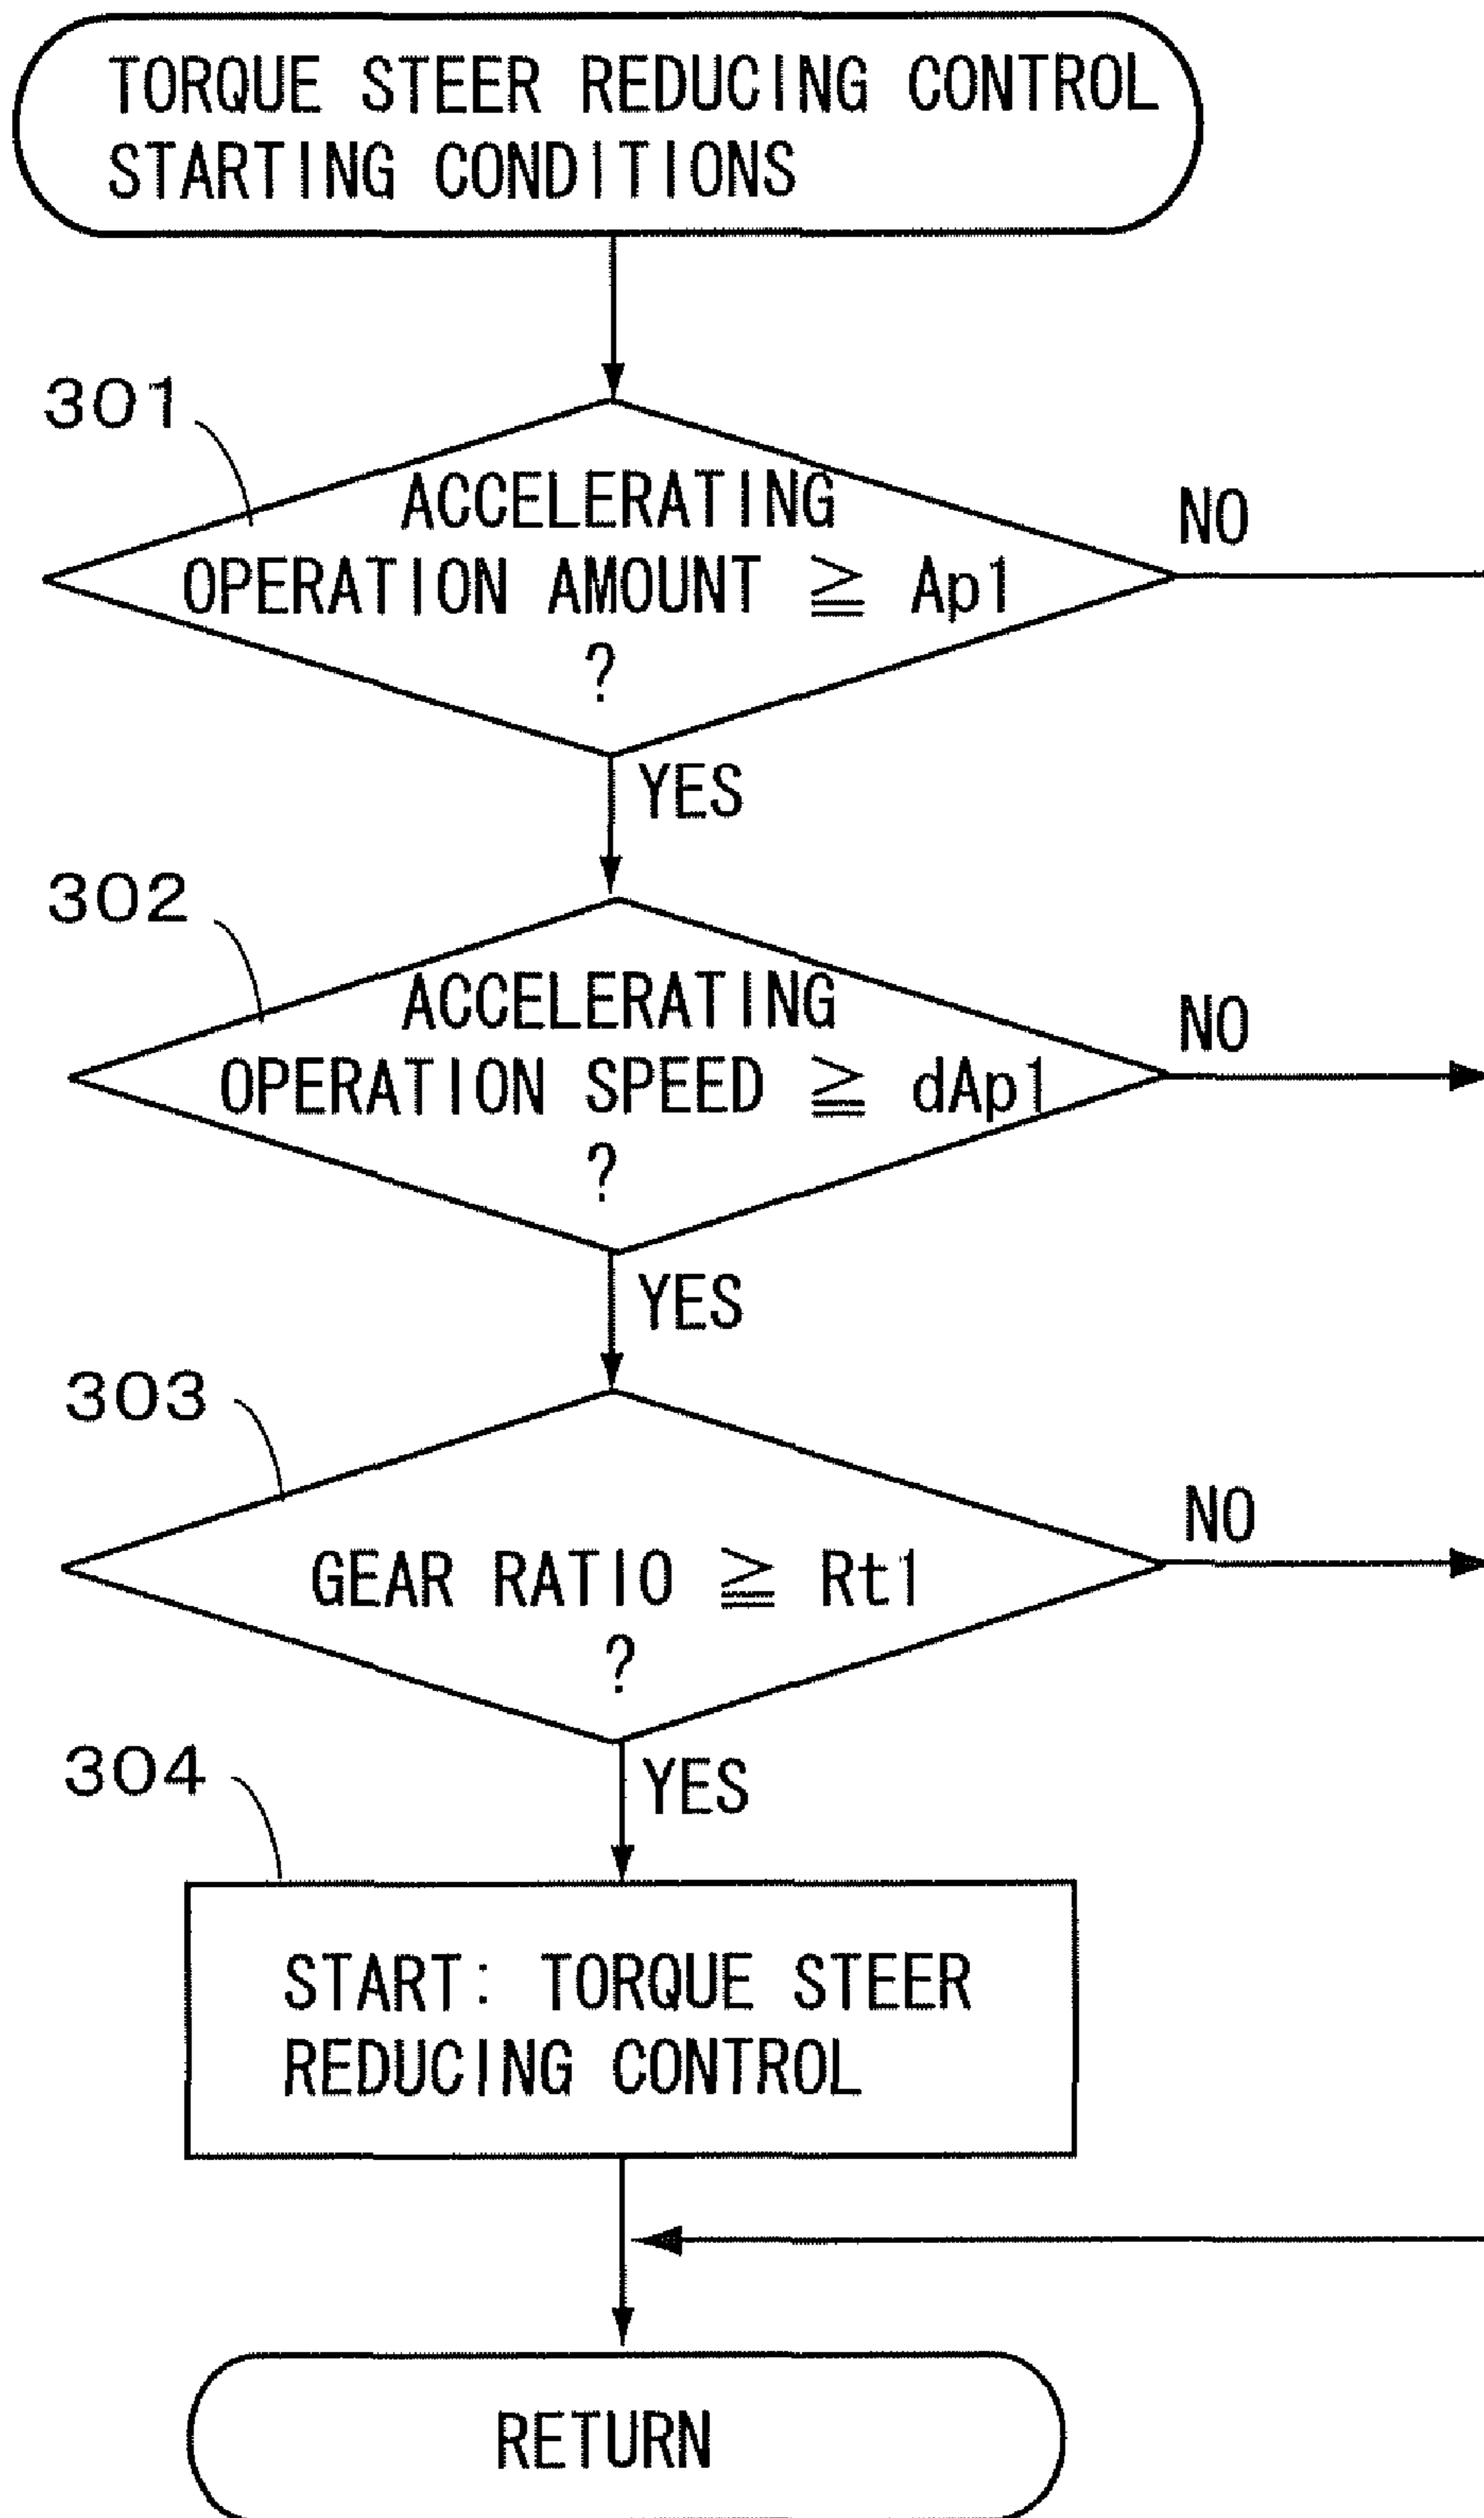 TORQUE STEER REDUCING CONTROL
STARTING CONDITIONS
301
ACCELERATING
OPERATION AMOUNT ≧ Ap1
?
NO
YES
302
ACCELERATING
OPERATION SPEED ≧ dAp1
?
NO
YES
303
GEAR RATIO ≧ Rt1
?
NO
YES
304
START: TORQUE STEER
REDUCING CONTROL
RETURN